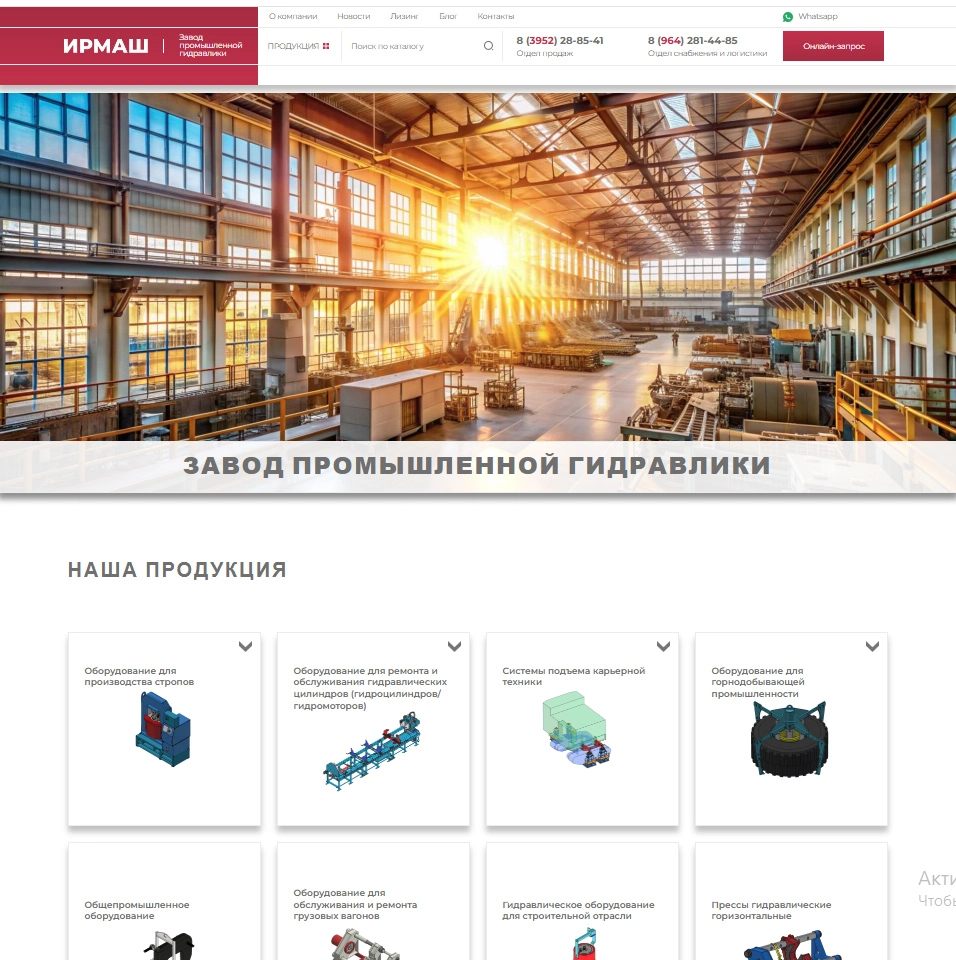 О компании Новости Лизинг Блог Контакты Whatsapp
ИРМАШ
Завод
промышленной
гидравлики
ПРОДУКЦИЯ Поиск по каталогу
8 (3952) 28-85-41
Отдел продаж
8 (964) 281-44-85
Отдел снабжения и логистики
Онлайн-запрос
ЗАВОД ПРОМЫШЛЕННОЙ ГИДРАВЛИКИ
НАША ПРОДУКЦИЯ
Оборудование для
производства стропов
Оборудование для ремонта и
обслуживания гидравлических
цилиндров (гидроцилиндров/
гидромоторов)
Системы подъема карьерной
техники
Оборудование для
горнодобывающей
промышленности
Общепромышленное
оборудование
Оборудование для
обслуживания и ремонта
грузовых вагонов
Гидравлическое оборудование
для строительной отрасли
Прессы гидравлические
горизонтальные
Акти
Чтобы